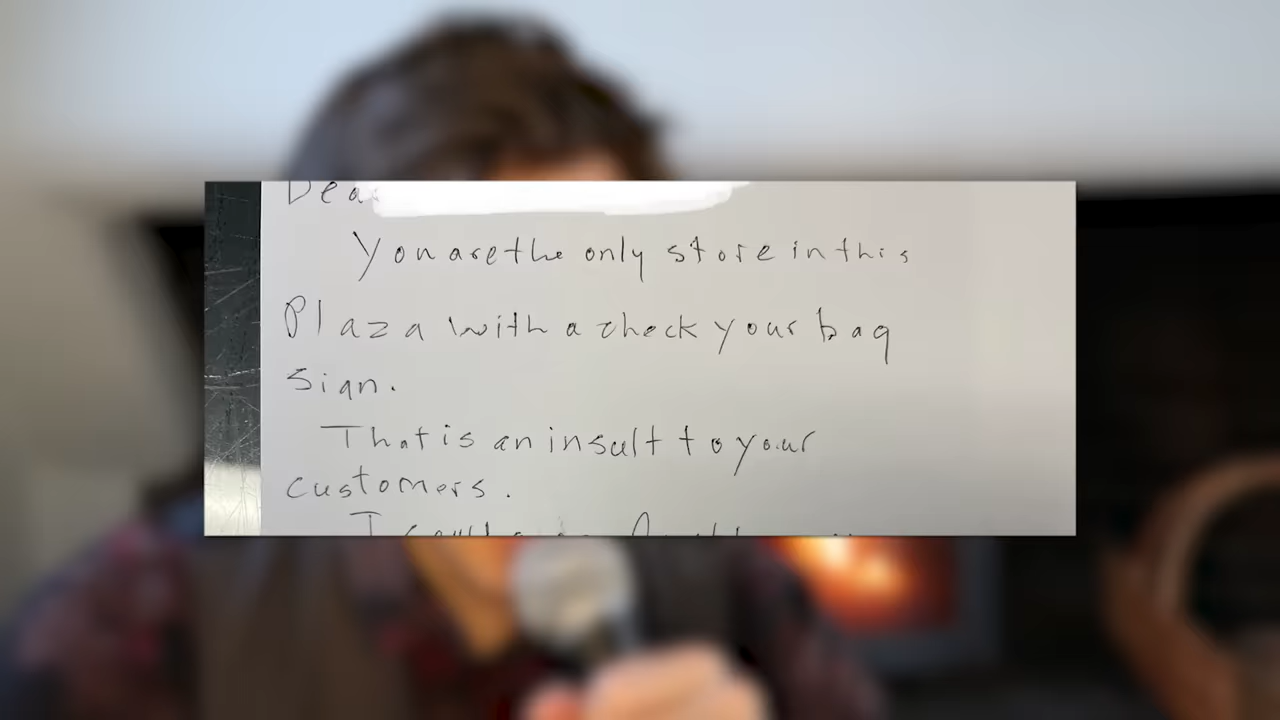 Dea
You are the only store in this
Plaza with a check your bag
sign.
That is an insult to your
customers.
I